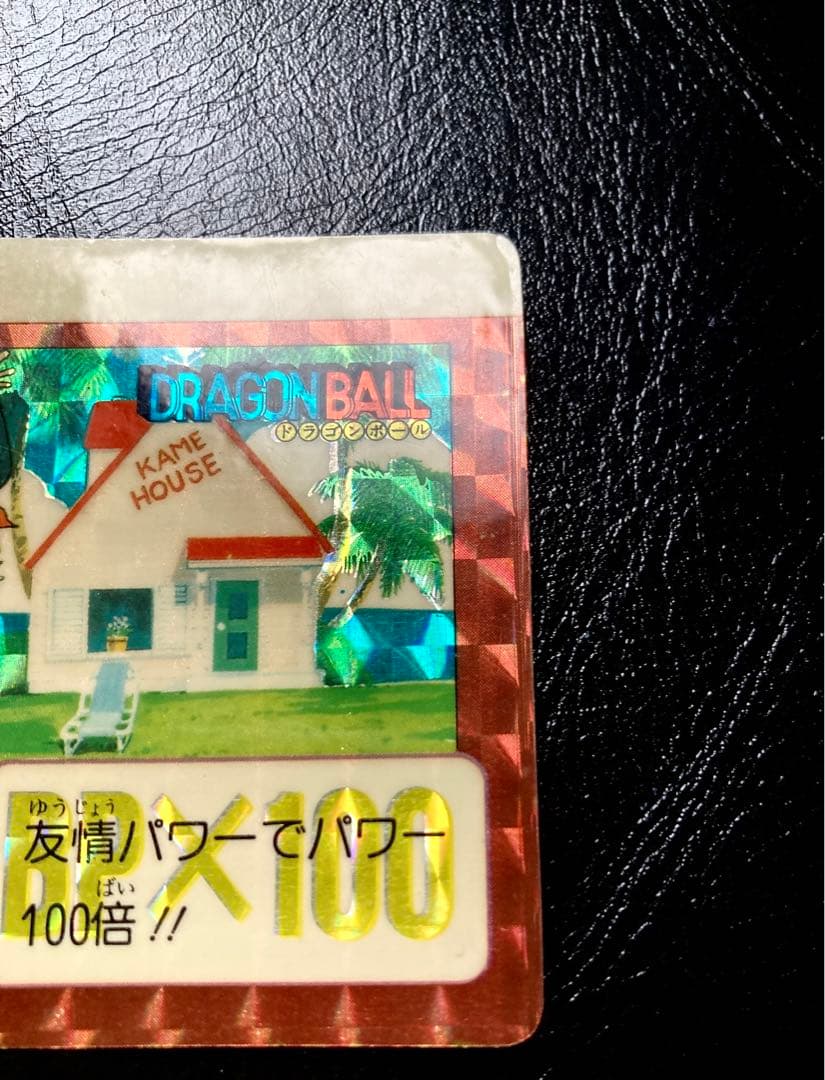 DRAGON BALL
ドラゴンボール
KAME
HOUSE
BP×100
ゆうじょう
友情パワーでパワー
ばい
100倍!!